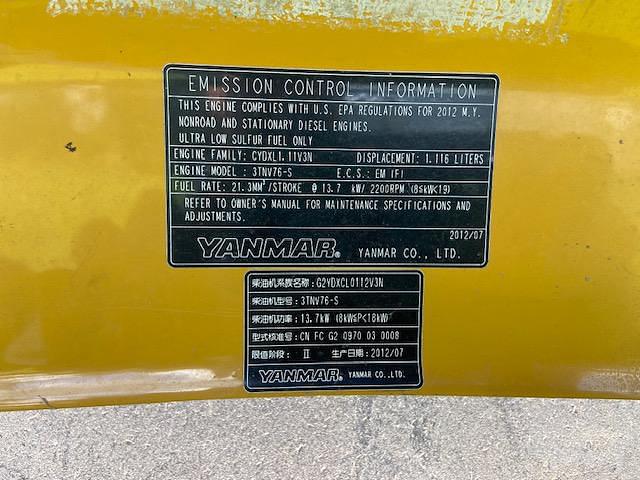 EMISSION CONTROL INFORMATION
THIS ENGINE COMPLIES WITH U.S. EPA REGULATIONS FOR 2012 M.Y.
NONROAD AND STATIONARY DIESEL ENGINES.
ULTRA LOW SULFUR FUEL ONLY
ENGINE FAMILY: CYDXL1.11V3N DISPLACEMENT: 1.116 LITERS
ENGINE MODEL : 3TNV76-S E.C.S.: EM IFI
FUEL RATE: 21.3MM³/STROKE @ 13.7 kW/ 2200RPM (8≤kW<19)
REFER TO OWNER'S MANUAL FOR MAINTENANCE SPECIFICATIONS AND
ADJUSTMENTS.
2012/07
YANMAR® YANMAR CO., LTD.
柴油机系族名称: G2YDXCL0112V3N
柴油机型号: 3TNV76-S
柴油机功率: 13.7kW (8kW≤P<18kW)
型式核准号: CN FC G2 0970 03 0008
限值阶段: II 生产日期: 2012/07
YANMAR® YANMAR CO.,LTD.